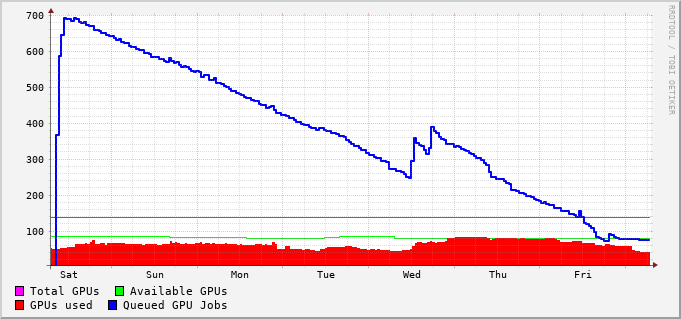 700
600
500
400
300
200
100
Sat Sun Mon Tue Wed Thu Fri
Total GPUs Available GPUs
GPUs used Queued GPU Jobs
RRDTOOL / TOBI OETIKER